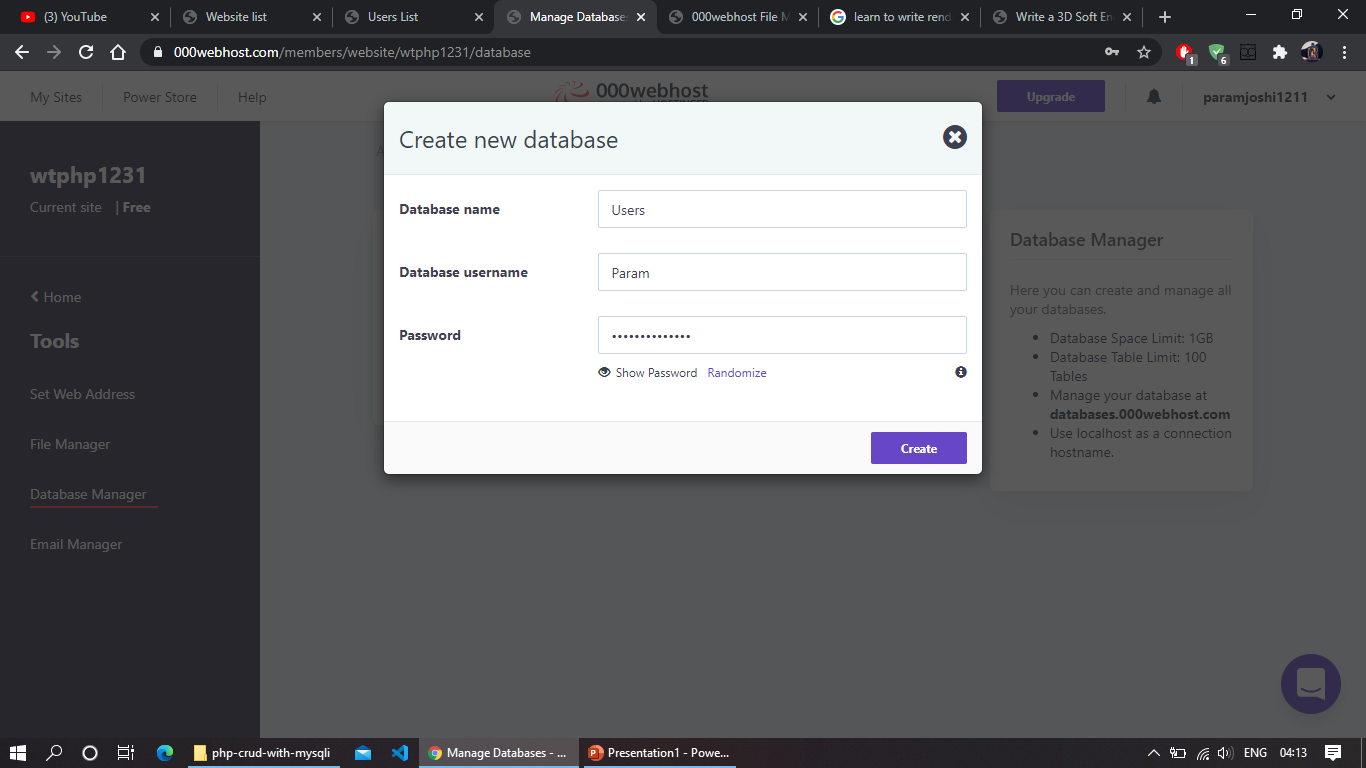 (3) YouTube
Website list
Users List
Manage Databases
000webhost File M
learn to write rend
Write a 3D Soft En
000webhost.com/members/website/wtphp1231/database
1
6
My Sites
Power Store
Help
000webhost
Upgrade
paramjoshi1211
wtphp1231
Current site | Free
Home
Tools
Set Web Address
File Manager
Database Manager
Email Manager
Create new database
Database name
Users
Database username
Param
Password
••••••••••••••
Show Password Randomize
Create
Database Manager
Here you can create and manage all
your databases.
• Database Space Limit: 1GB
• Database Table Limit: 100
Tables
• Manage your database at
databases.000webhost.com
• Use localhost as a connection
hostname.
php-crud-with-mysqli
Manage Databases - ...
Presentation1 - Powe...
ENG
04:13